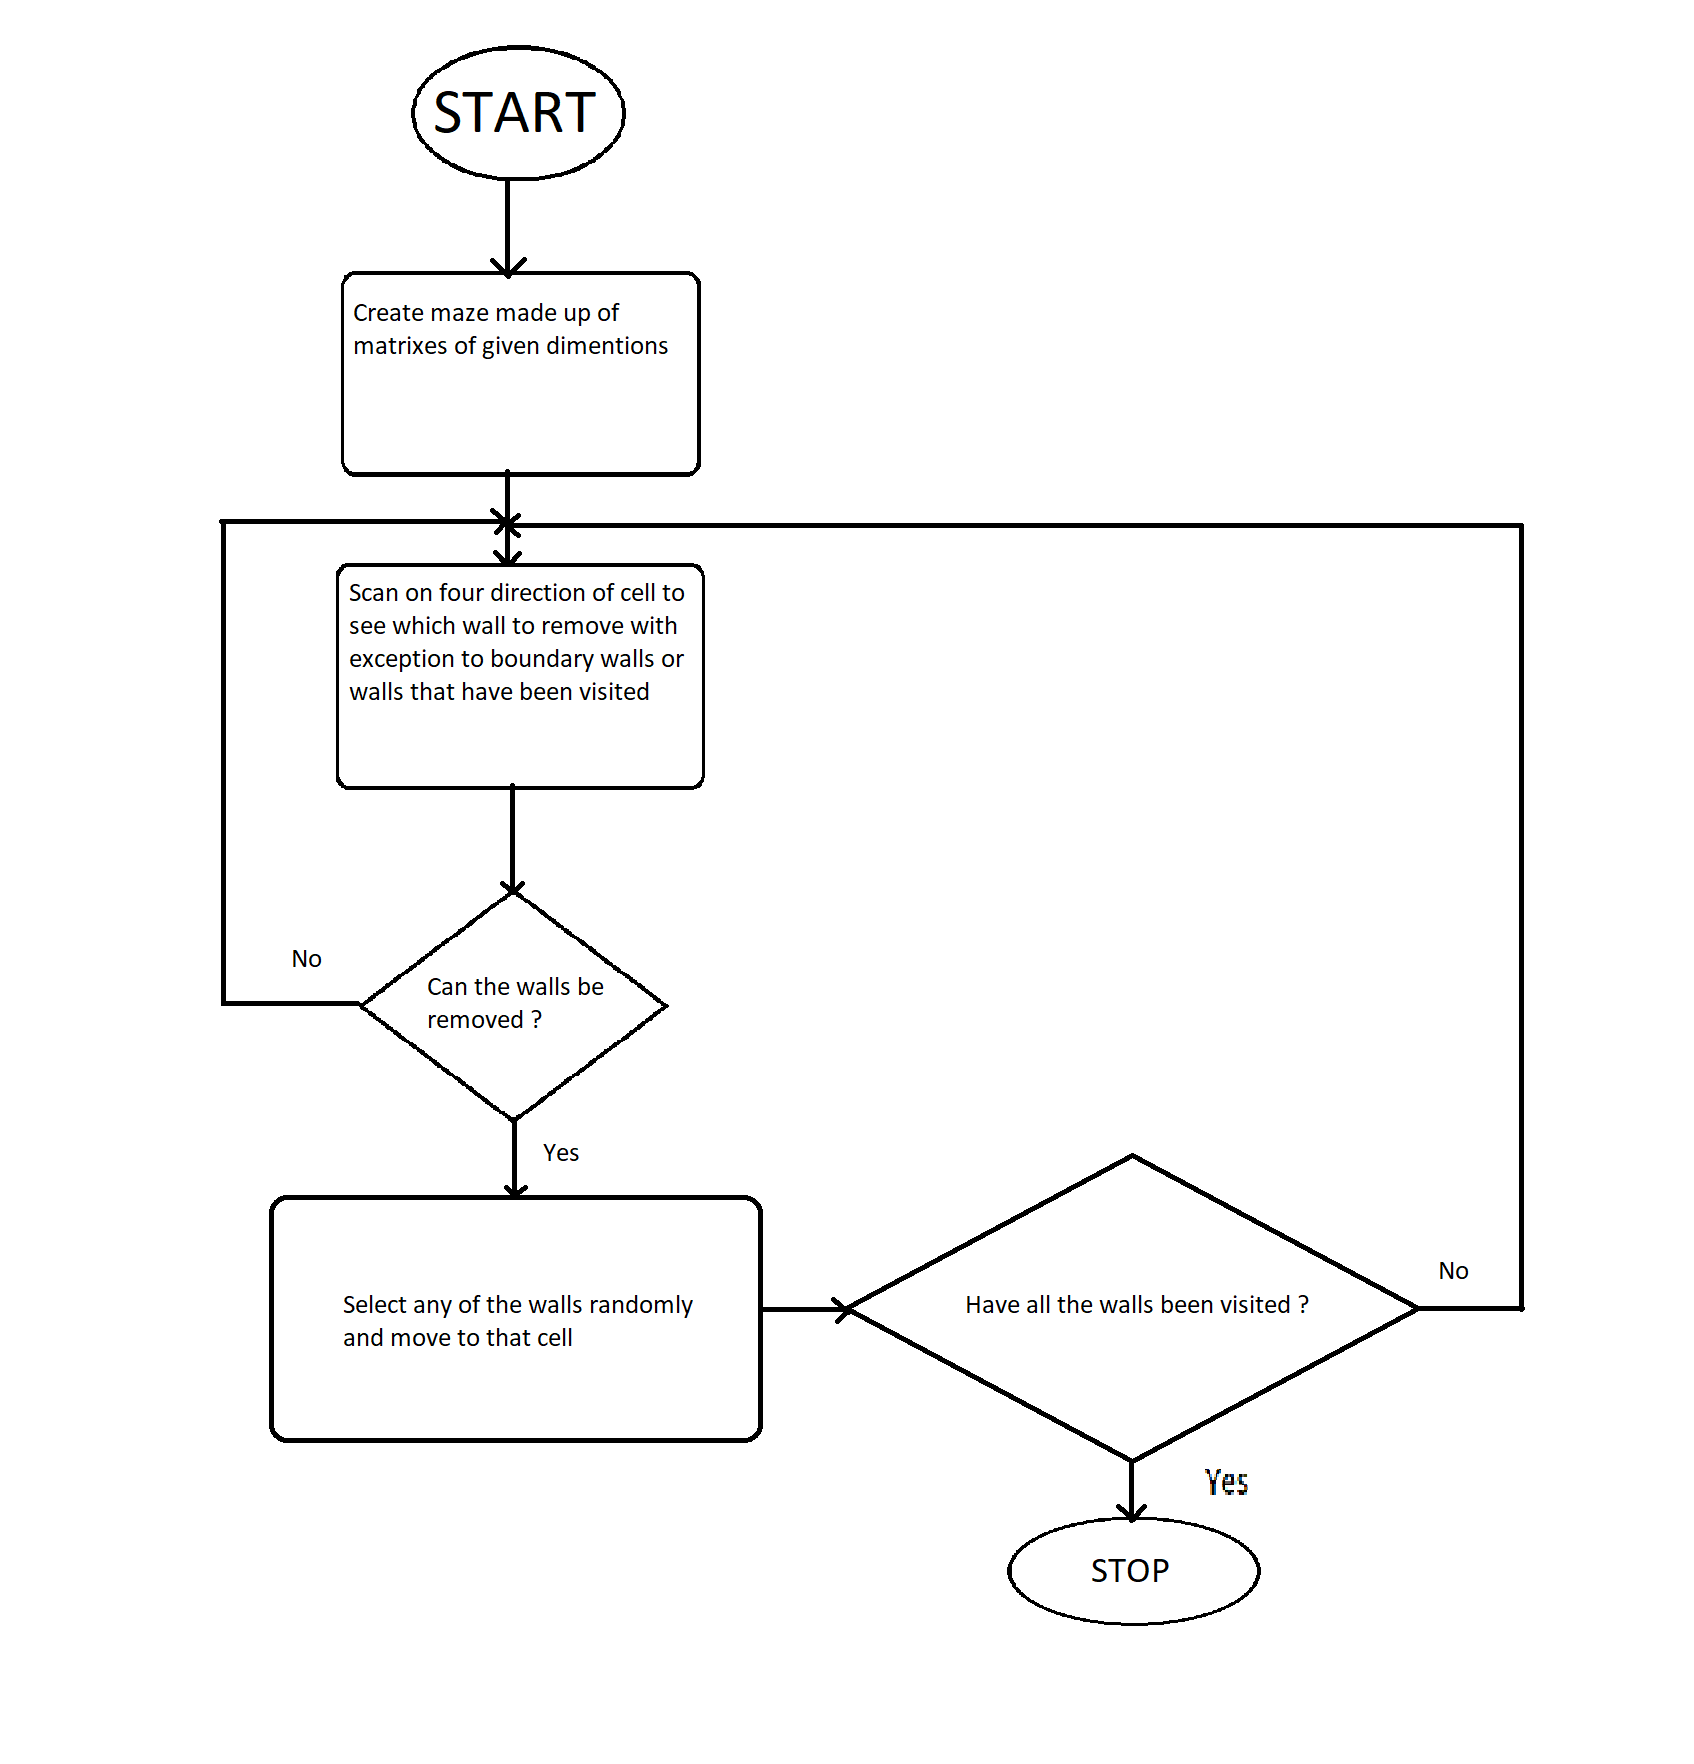 START
Create maze made up of
matrixes of given dimentions
Scan on four direction of cell to
see which wall to remove with
exception to boundary walls or
walls that have been visited
No
Can the walls be
removed ?
Yes
Select any of the walls randomly
and move to that cell
Have all the walls been visited ?
No
Yes
STOP